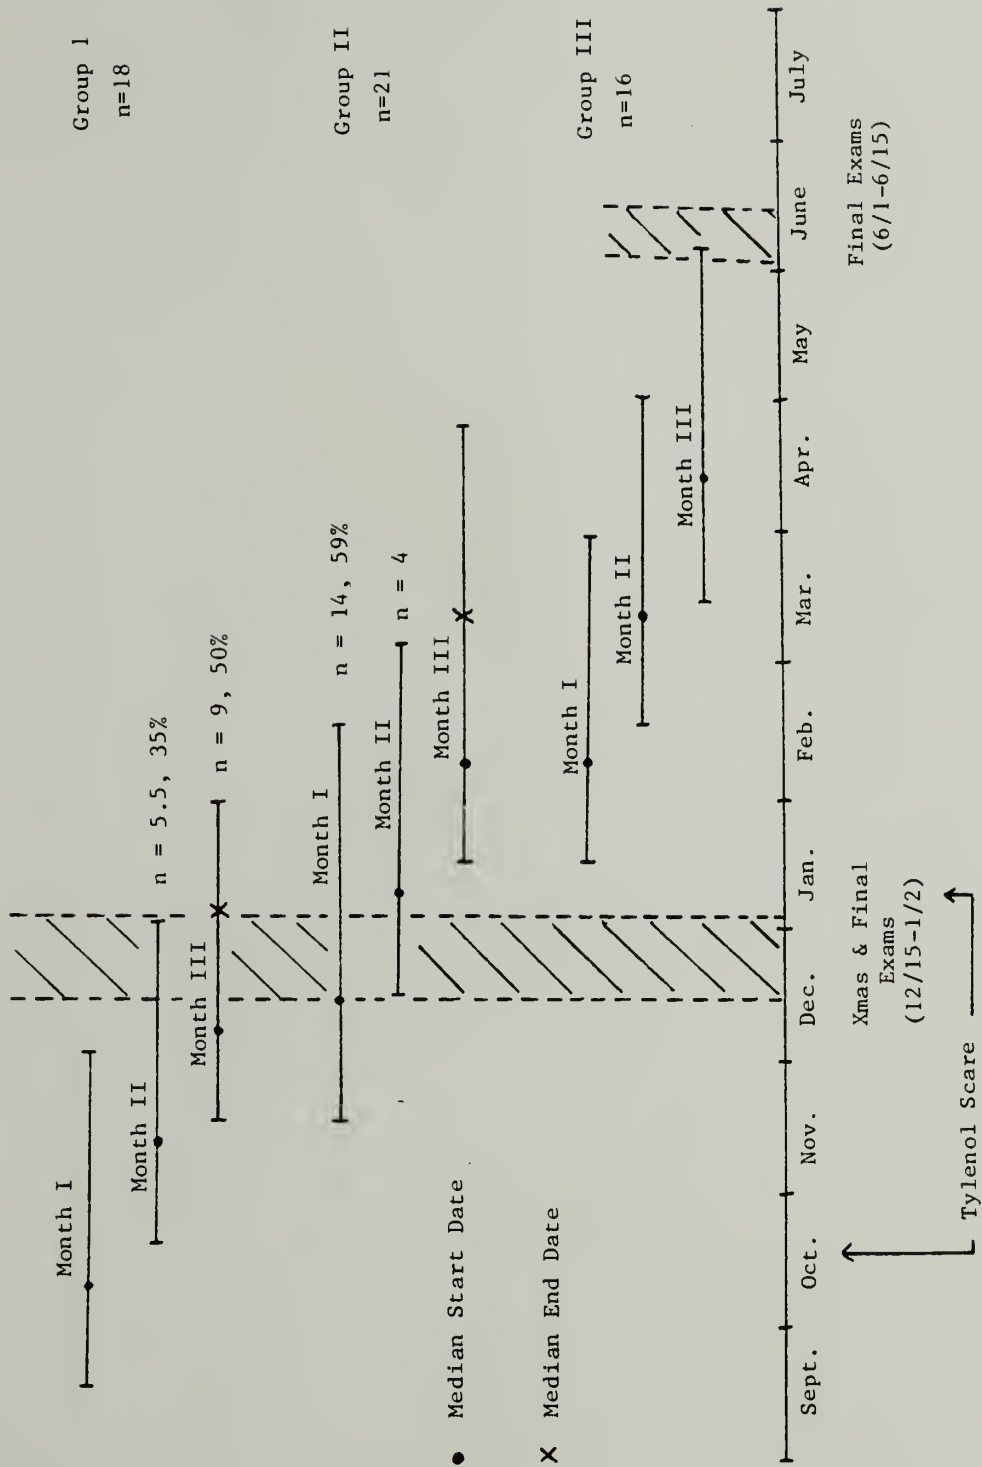 Group l
n=18
Month I
Month II
n = 5.5, 35%
Month III
n = 9, 50%
Group II
n=21
Month I
n = 14, 59%
Month II
n = 4
Month III
Group III
n=16
Month I
Month II
Month III
● Median Start Date
X Median End Date
Sept. Oct. Nov. Dec. Jan. Feb. Mar. Apr. May June July
Xmas & Final
Exams
(12/15-1/2)
Final Exams
(6/1-6/15)
Tylenol Scare